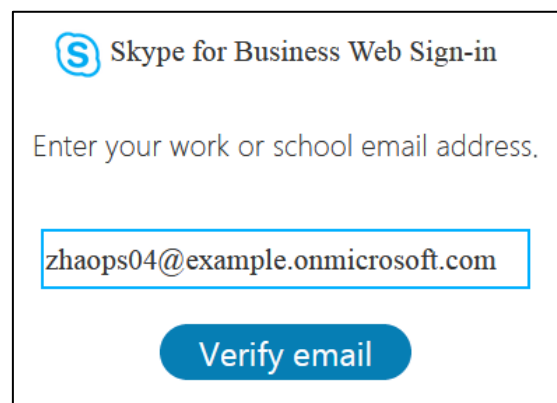 Skype for Business Web Sign-in
Enter your work or school email address.
zhaops04@example.onmicrosoft.com
Verify email